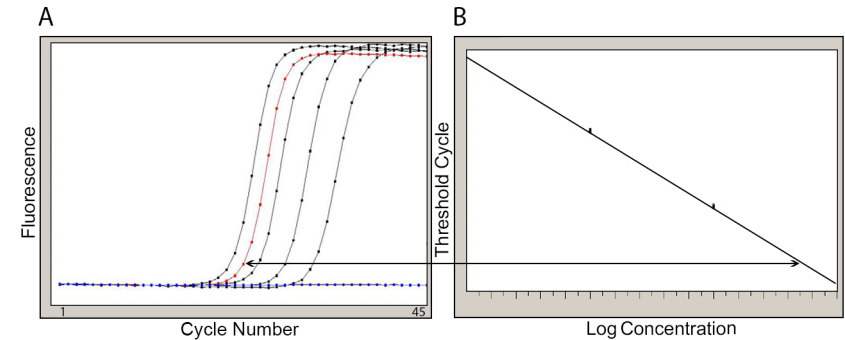 A
B
Fluorescence
1
45
Cycle Number
Threshold Cycle
Log Concentration